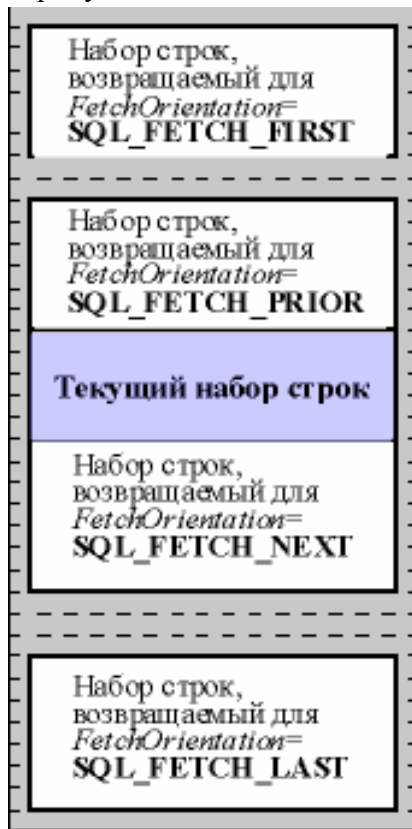 Набор строк,
возвращаемый для
FetchOrientation=
SQL_FETCH_FIRST
Набор строк,
возвращаемый для
FetchOrientation=
SQL_FETCH_PRIOR
Текущий набор строк
Набор строк,
возвращаемый для
FetchOrientation=
SQL_FETCH_NEXT
Набор строк,
возвращаемый для
FetchOrientation=
SQL_FETCH_LAST